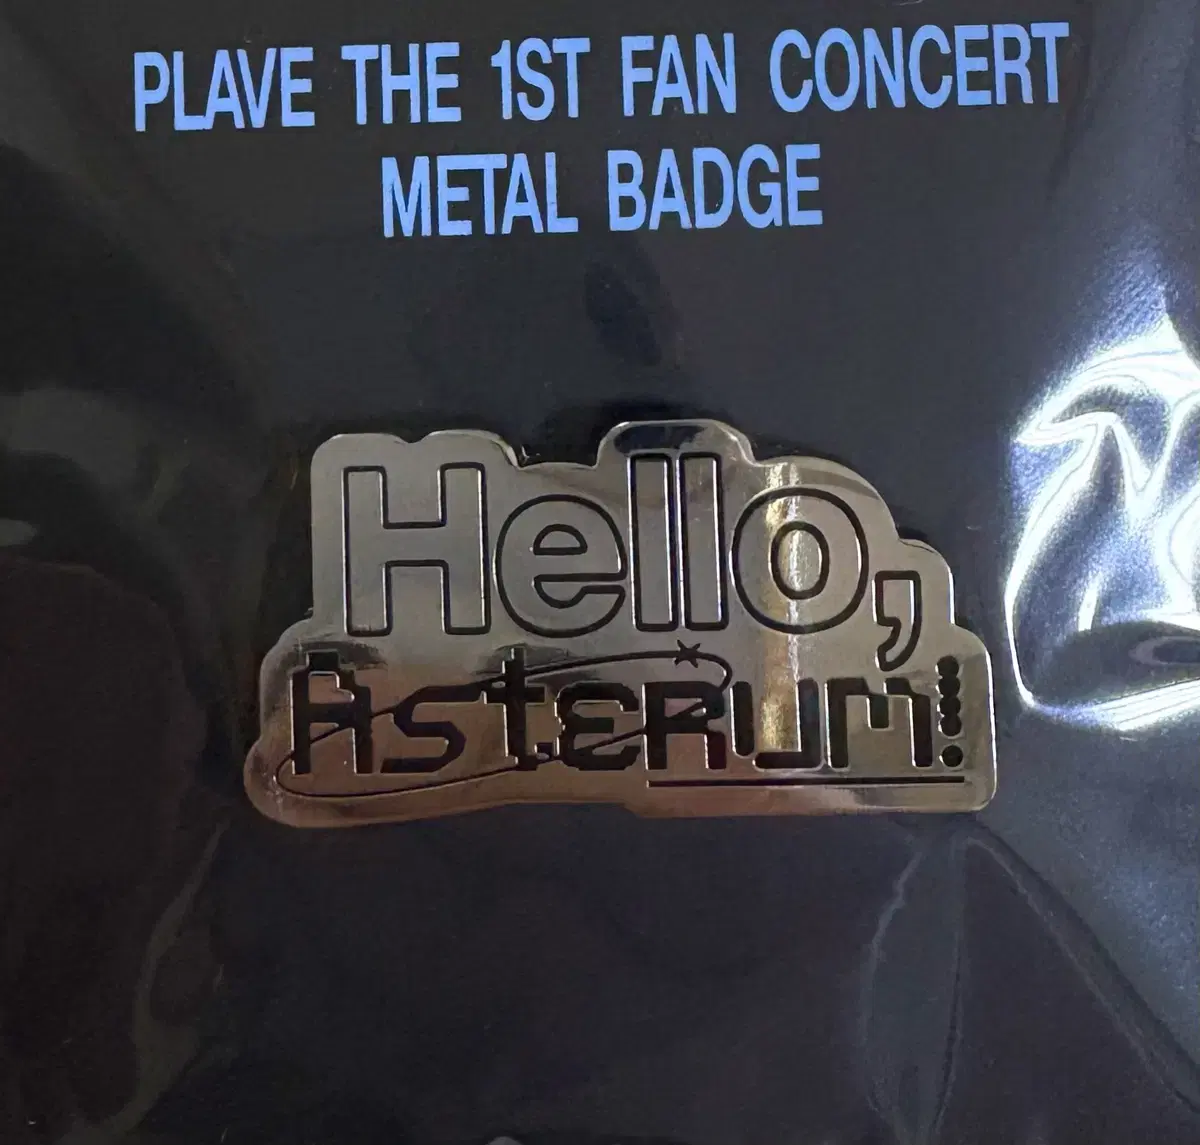 PLAVE THE 1ST FAN CONCERT
METAL BADGE
Hello,
AstERUM!